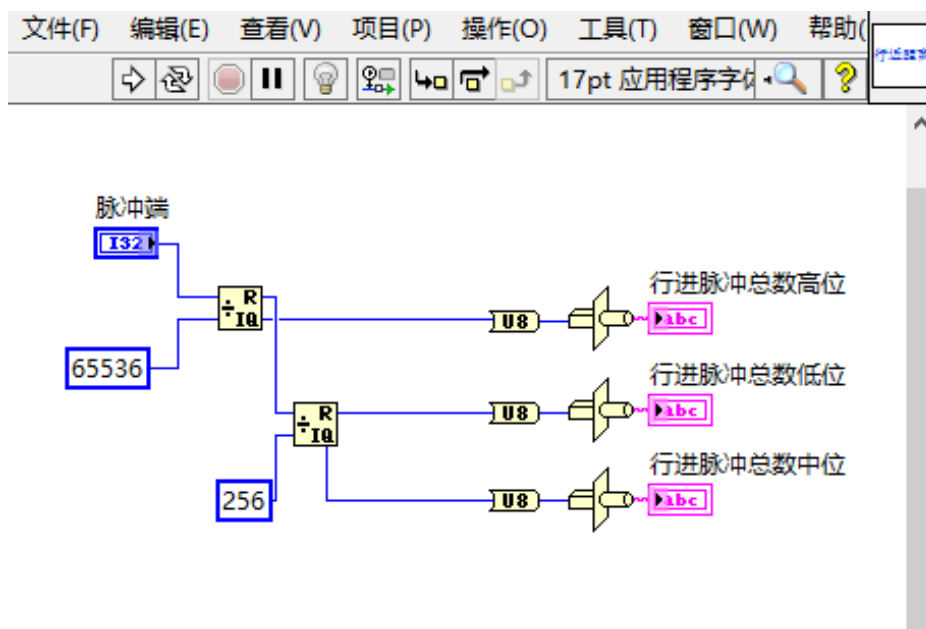 文件(F) 编辑(E) 查看(V) 项目(P) 操作(O) 工具(T) 窗口(W) 帮助(
17pt 应用程序字体
脉冲端
I32
R
IQ
65536
U8
行进脉冲总数高位
abc
R
IQ
256
U8
行进脉冲总数低位
abc
U8
行进脉冲总数中位
abc